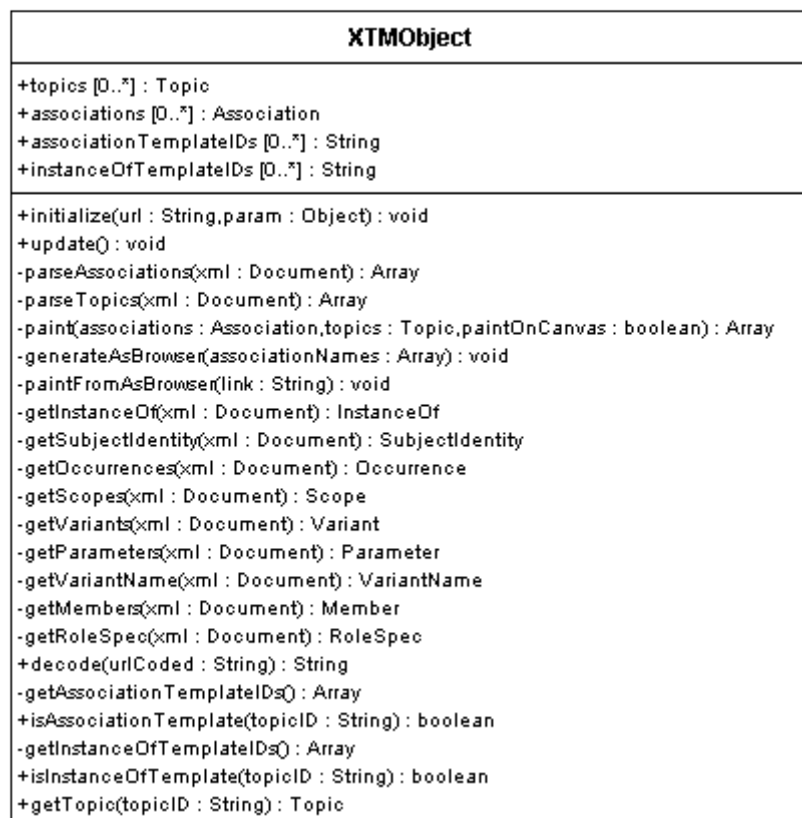 XTMObject
+topics [0..*] : Topic
+associations [0..*] : Association
+associationTemplateIDs [0..*] : String
+instanceOfTemplateIDs [0..*] : String
+initialize(url : String,param : Object) : void
+update() : void
-parseAssociations(xml : Document) : Array
-parseTopics(xml : Document) : Array
-paint(associations : Association,topics : Topic,paintOnCanvas : boolean) : Array
-generateAsBrowser(associationNames : Array) : void
-paintFromAsBrowser(link : String) : void
-getInstanceOf(xml : Document) : InstanceOf
-getSubjectIdentity(xml : Document) : SubjectIdentity
-getOccurrences(xml : Document) : Occurrence
-getScopes(xml : Document) : Scope
-getVariants(xml : Document) : Variant
-getParameters(xml : Document) : Parameter
-getVariantName(xml : Document) : VariantName
-getMembers(xml : Document) : Member
-getRoleSpec(xml : Document) : RoleSpec
+decode(urlCoded : String) : String
-getAssociationTemplateIDs() : Array
+isAssociationTemplate(topicID : String) : boolean
-getInstanceOfTemplateIDs() : Array
+isInstanceOfTemplate(topicID : String) : boolean
+getTopic(topicID : String) : Topic